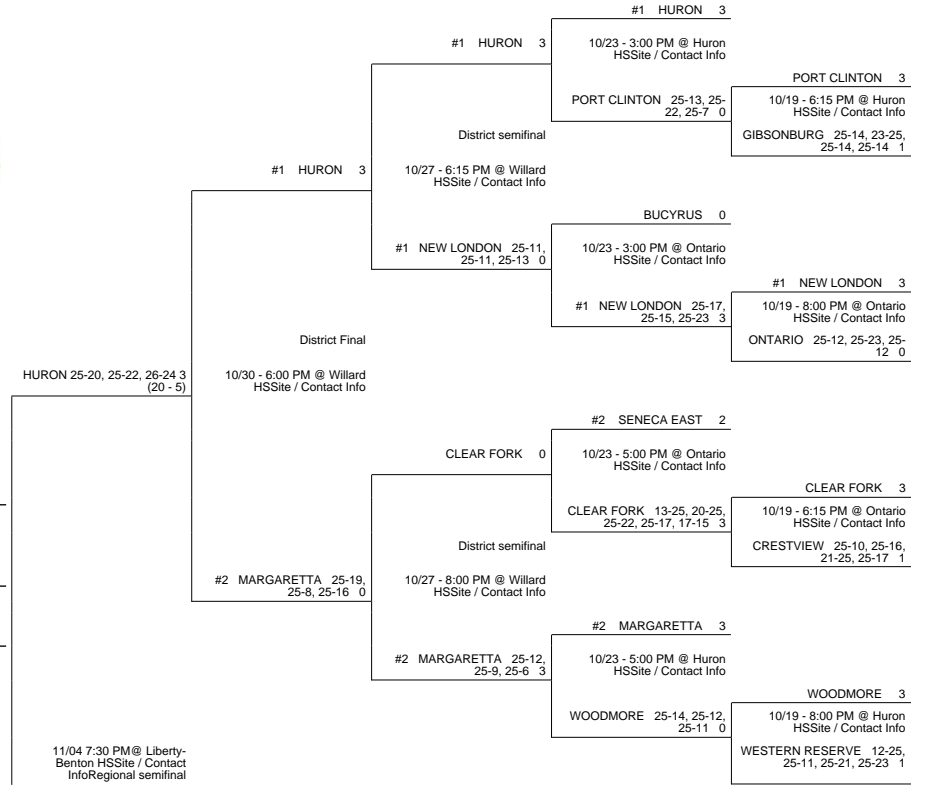 #1 HURON 3
10/23 - 3:00 PM @ Huron
HSSite / Contact Info
#1 HURON 3
PORT CLINTON 3
PORT CLINTON 25-13, 25-
22, 25-7 0
10/19 - 6:15 PM @ Huron
HSSite / Contact Info
GIBSONBURG 25-14, 23-25,
25-14, 25-14 1
District semifinal
10/27 - 6:15 PM @ Willard
HSSite / Contact Info
#1 HURON 3
BUCYRUS 0
10/23 - 3:00 PM @ Ontario
HSSite / Contact Info
#1 NEW LONDON 25-11,
25-11, 25-13 0
#1 NEW LONDON 3
#1 NEW LONDON 25-17,
25-15, 25-23 3
10/19 - 8:00 PM @ Ontario
HSSite / Contact Info
ONTARIO 25-12, 25-23, 25-
12 0
District Final
10/30 - 6:00 PM @ Willard
HSSite / Contact Info
HURON 25-20, 25-22, 26-24 3
(20 - 5)
#2 SENECA EAST 2
10/23 - 5:00 PM @ Ontario
HSSite / Contact Info
CLEAR FORK 0
CLEAR FORK 3
CLEAR FORK 13-25, 20-25,
25-22, 25-17, 17-15 3
10/19 - 6:15 PM @ Ontario
HSSite / Contact Info
CRESTVIEW 25-10, 25-16,
21-25, 25-17 1
District semifinal
10/27 - 8:00 PM @ Willard
HSSite / Contact Info
#2 MARGARETTA 25-19,
25-8, 25-16 0
#2 MARGARETTA 3
10/23 - 5:00 PM @ Huron
HSSite / Contact Info
#2 MARGARETTA 25-12,
25-9, 25-6 3
WOODMORE 3
WOODMORE 25-14, 25-12,
25-11 0
10/19 - 8:00 PM @ Huron
HSSite / Contact Info
WESTERN RESERVE 12-25,
25-11, 25-21, 25-23 1
11/04 7:30 PM@ Liberty-
Benton HSSite / Contact
InfoRegional semifinal